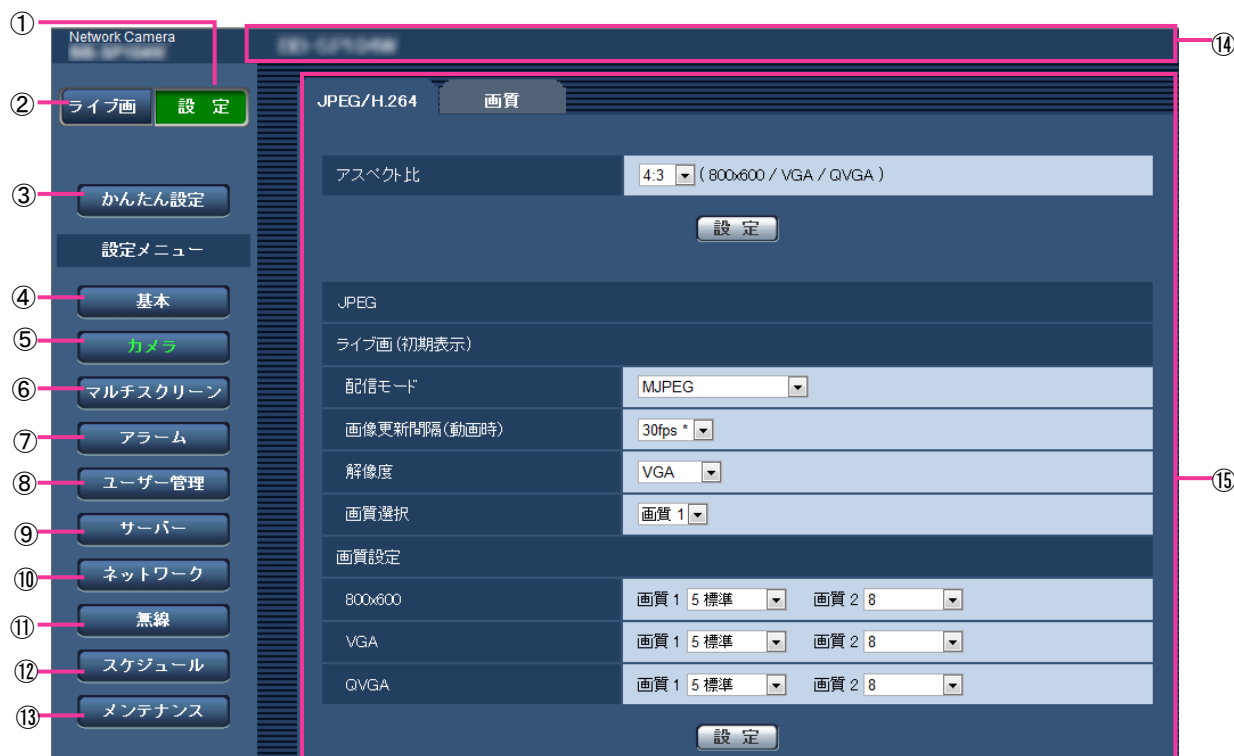 ①
Network Camera
⑭
② ライブ画 設 定
JPEG/H.264 画質
アスペクト比 4:3 ( 800x600 / VGA / QVGA )
③ かんたん設定
設 定
設定メニュー
④ 基本
JPEG
⑤ カメラ
ライブ画(初期表示)
⑥ マルチスクリーン
配信モード MJPEG
⑦ アラーム
画像更新間隔(動画時) 30fps *
⑧ ユーザー管理
解像度 VGA
⑮
⑨ サーバー
画質選択 画質 1
画質設定
⑩ ネットワーク
800x600 画質 1 5 標準 画質 2 8
⑪ 無線
VGA 画質 1 5 標準 画質 2 8
⑫ スケジュール
QVGA 画質 1 5 標準 画質 2 8
⑬ メンテナンス
設 定